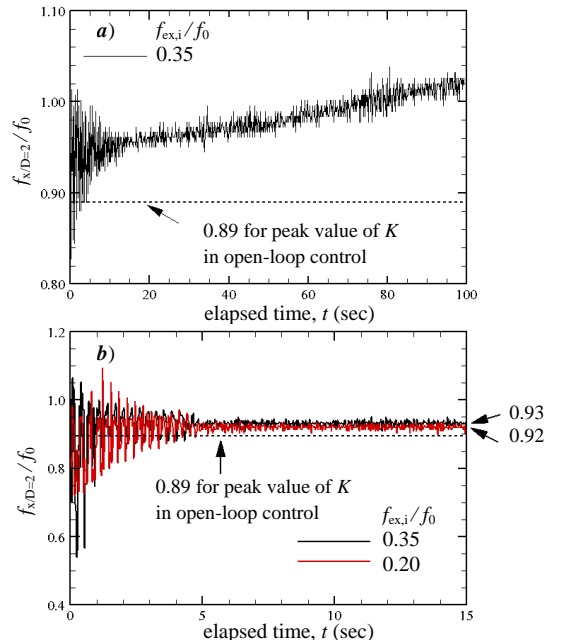 a)
f_ex,i / f_0
0.35
1.00
0.90
0.80
f_x/D=2 / f_0
0.89 for peak value of K
in open-loop control
0 20 40 60 80 100
elapsed time, t (sec)
1.2
b)
1.0
0.8
0.6
0.4
f_x/D=2 / f_0
0.93
0.92
0.89 for peak value of K
in open-loop control
f_ex,i / f_0
0.35
0.20
0 5 10 15
elapsed time, t (sec)